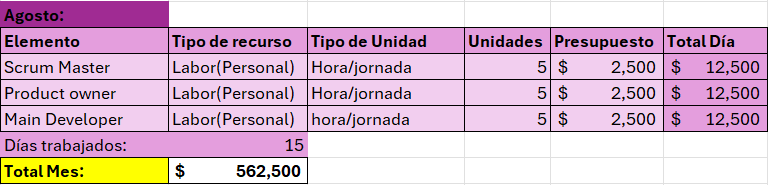 Agosto:
Elemento Tipo de recurso Tipo de Unidad Unidades Presupuesto Total Día
Scrum Master Labor(Personal) Hora/jornada 5 $ 2,500 $ 12,500
Product owner Labor(Personal) Hora/jornada 5 $ 2,500 $ 12,500
Main Developer Labor(Personal) hora/jornada 5 $ 2,500 $ 12,500
Días trabajados: 15
Total Mes: $ 562,500